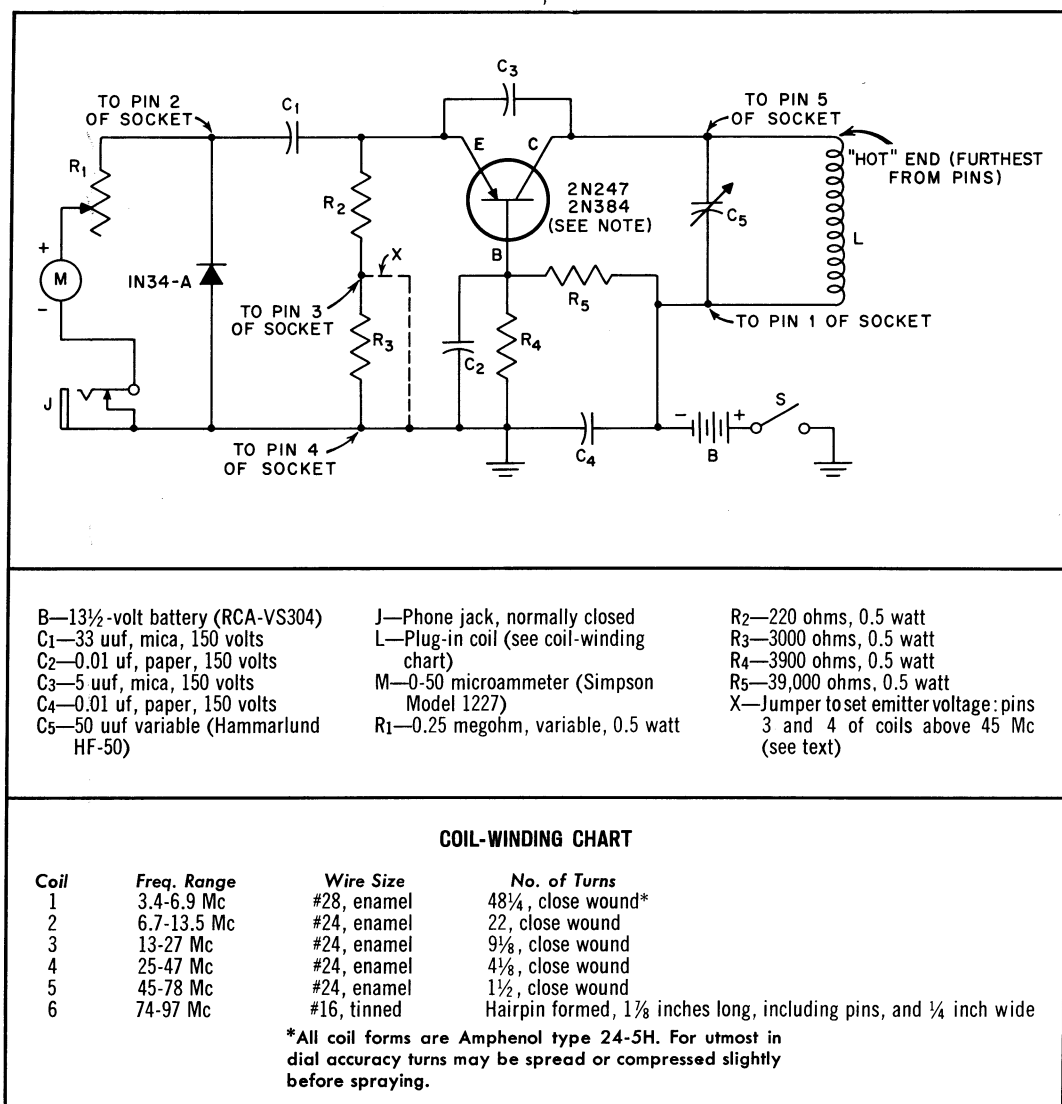 C3
TO PIN 2
OF SOCKET
C1
TO PIN 5
OF SOCKET
R1
E
C
"HOT" END (FURTHEST
FROM PINS)
R2
2N247
2N384
(SEE NOTE)
C5
L
+
M
-
IN34-A
X
B
TO PIN 3
OF SOCKET
R5
TO PIN 1 OF SOCKET
R3
C2
R4
J
TO PIN 4
OF SOCKET
C4
- +
B
S
B—13½-volt battery (RCA-VS304)
C1—33 uuf, mica, 150 volts
C2—0.01 uf, paper, 150 volts
C3—5 uuf, mica, 150 volts
C4—0.01 uf, paper, 150 volts
C5—50 uuf variable (Hammarlund
HF-50)
J—Phone jack, normally closed
L—Plug-in coil (see coil-winding
chart)
M—0-50 microammeter (Simpson
Model 1227)
R1—0.25 megohm, variable, 0.5 watt
R2—220 ohms, 0.5 watt
R3—3000 ohms, 0.5 watt
R4—3900 ohms, 0.5 watt
R5—39,000 ohms, 0.5 watt
X—Jumper to set emitter voltage: pins
3 and 4 of coils above 45 Mc
(see text)
COIL-WINDING CHART
Coil Freq. Range Wire Size No. of Turns
1 3.4-6.9 Mc #28, enamel 48¼, close wound*
2 6.7-13.5 Mc #24, enamel 22, close wound
3 13-27 Mc #24, enamel 9⅛, close wound
4 25-47 Mc #24, enamel 4⅛, close wound
5 45-78 Mc #24, enamel 1½, close wound
6 74-97 Mc #16, tinned Hairpin formed, 1⅞ inches long, including pins, and ¼ inch wide
*All coil forms are Amphenol type 24-5H. For utmost in
dial accuracy turns may be spread or compressed slightly
before spraying.